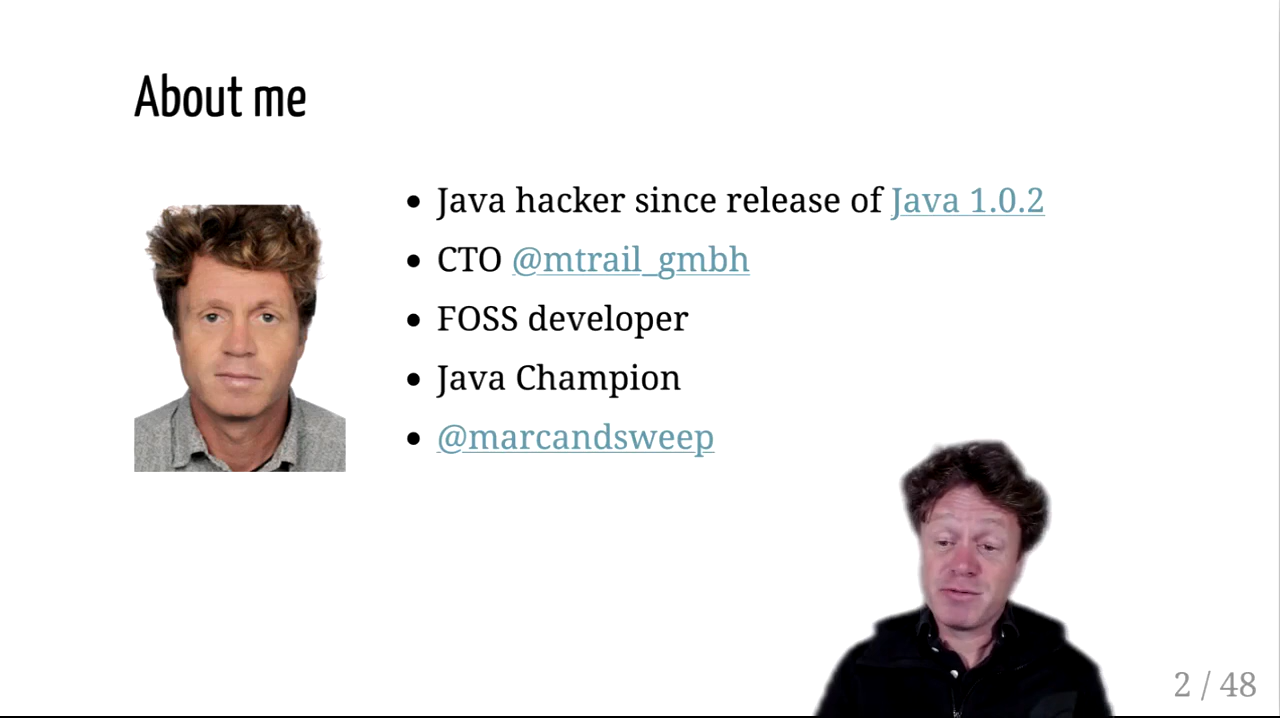 About me
Java hacker since release of Java 1.0.2
CTO @mtrail_gmbh
FOSS developer
Java Champion
@marcandsweep
2 / 48